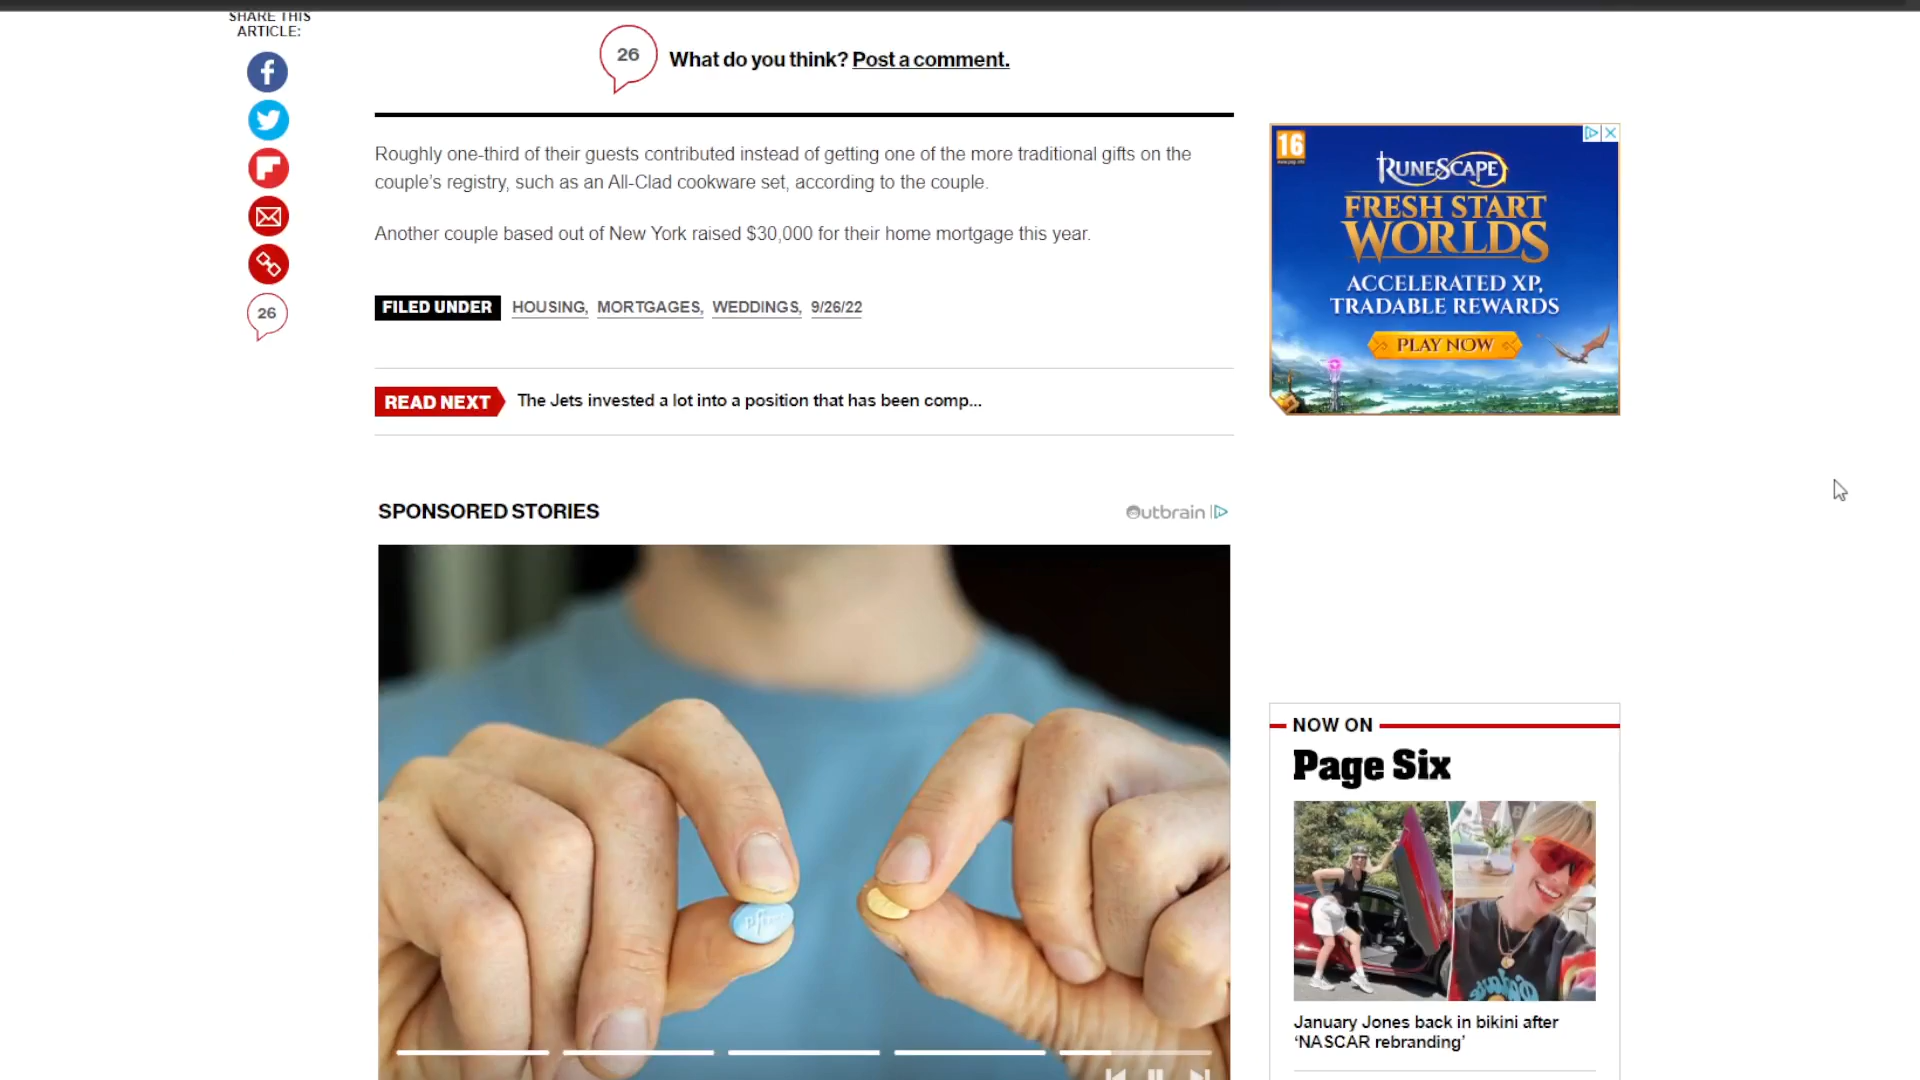 SHARE THIS
ARTICLE:
26
26
What do you think? Post a comment.
Roughly one-third of their guests contributed instead of getting one of the more traditional gifts on the
couple's registry, such as an All-Clad cookware set, according to the couple.
Another couple based out of New York raised $30,000 for their home mortgage this year.
FILED UNDER HOUSING, MORTGAGES, WEDDINGS, 9/26/22
READ NEXT The Jets invested a lot into a position that has been comp...
SPONSORED STORIES
Outbrain
16
RUNESCAPE
FRESH START
WORLDS
ACCELERATED XP,
TRADABLE REWARDS
PLAY NOW
NOW ON
Page Six
January Jones back in bikini after
‘NASCAR rebranding’